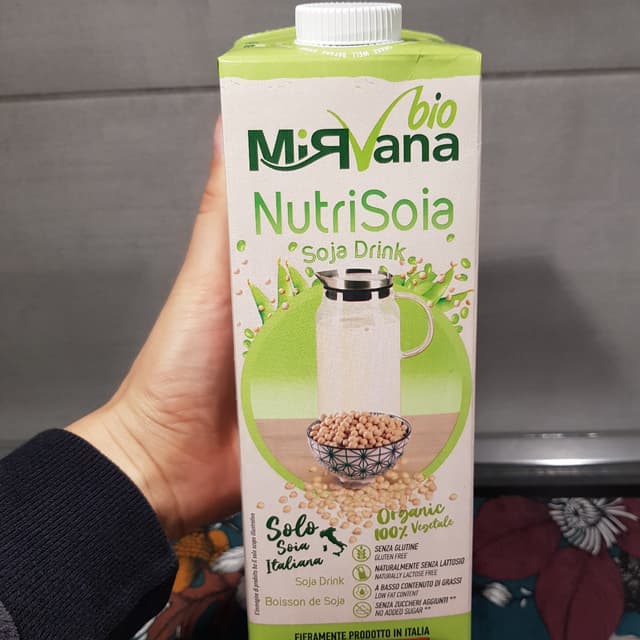 bio
MiRVana
NutriSoia
Soja Drink
Solo
Soia
Italiana
Soja Drink
Boisson de Soja
Organic
100% Vegetale
SENZA GLUTINE
GLUTEN FREE
NATURALMENTE SENZA LATTOSIO
NATURALLY LACTOSE FREE
A BASSO CONTENUTO DI GRASSI
LOW FAT CONTENT
SENZA ZUCCHERI AGGIUNTI **
NO ADDED SUGAR **
FIERAMENTE PRODOTTO IN ITALIA